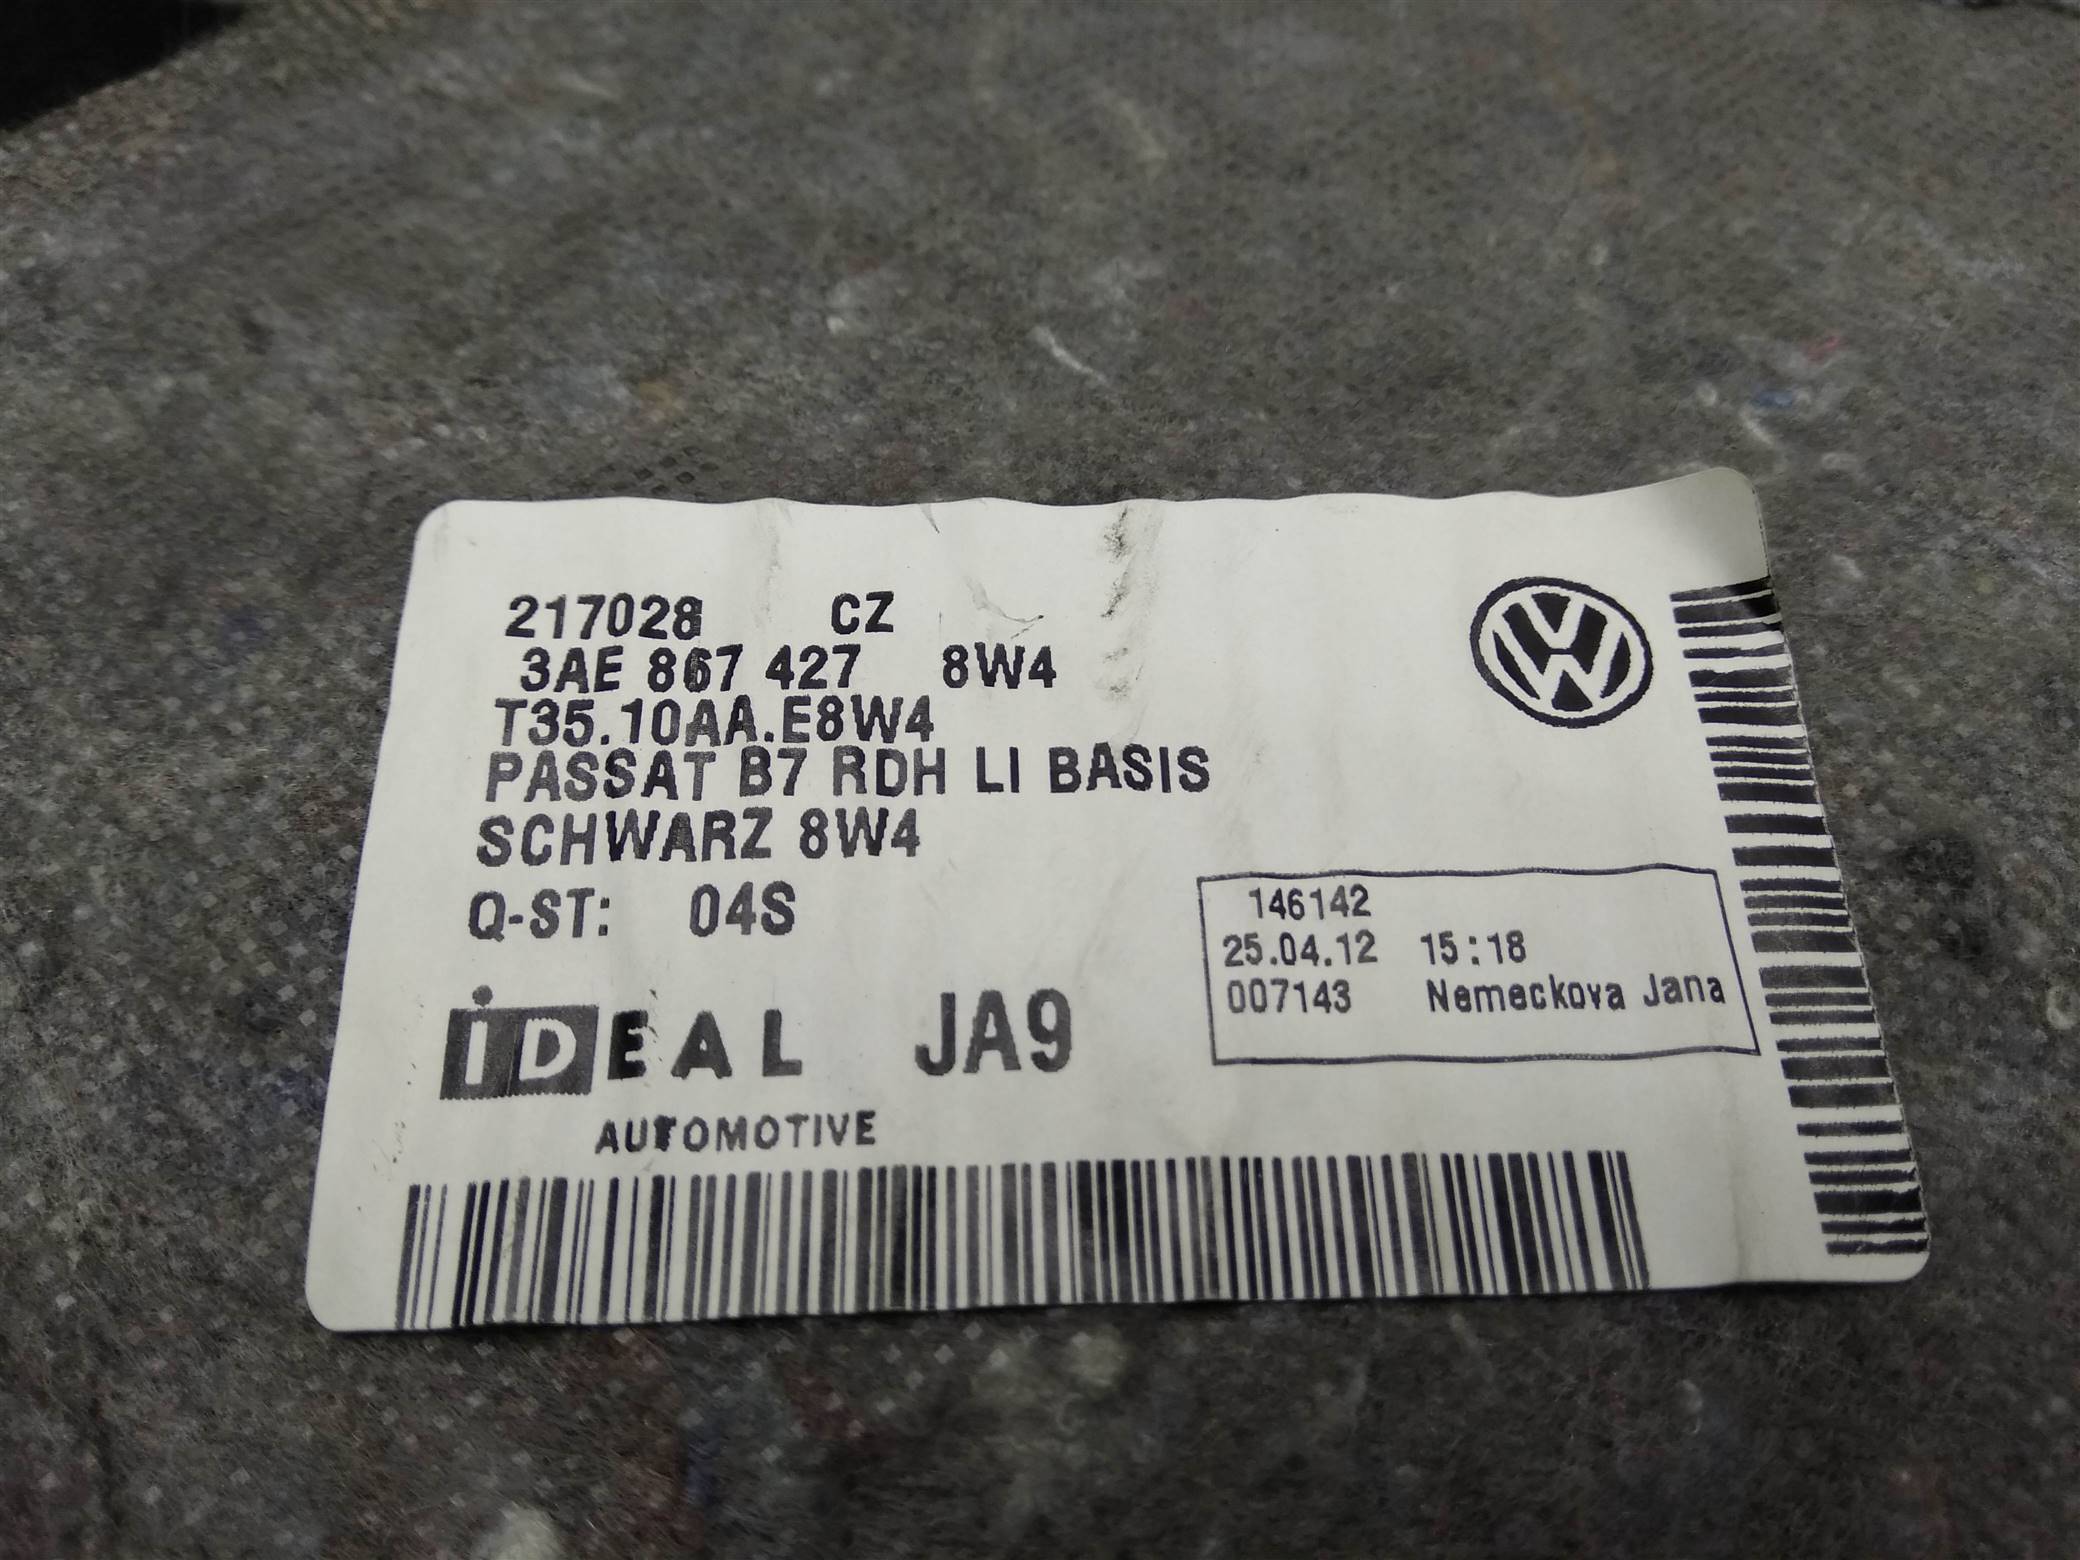 217028 CZ
3AE 867 427 8W4
T35.10AA.E8W4
PASSAT B7 RDH LI BASIS
SCHWARZ 8W4
Q-ST: 04S
146142
25.04.12 15:18
007143 Nemeckova Jana
iDEAL JA9
AUTOMOTIVE